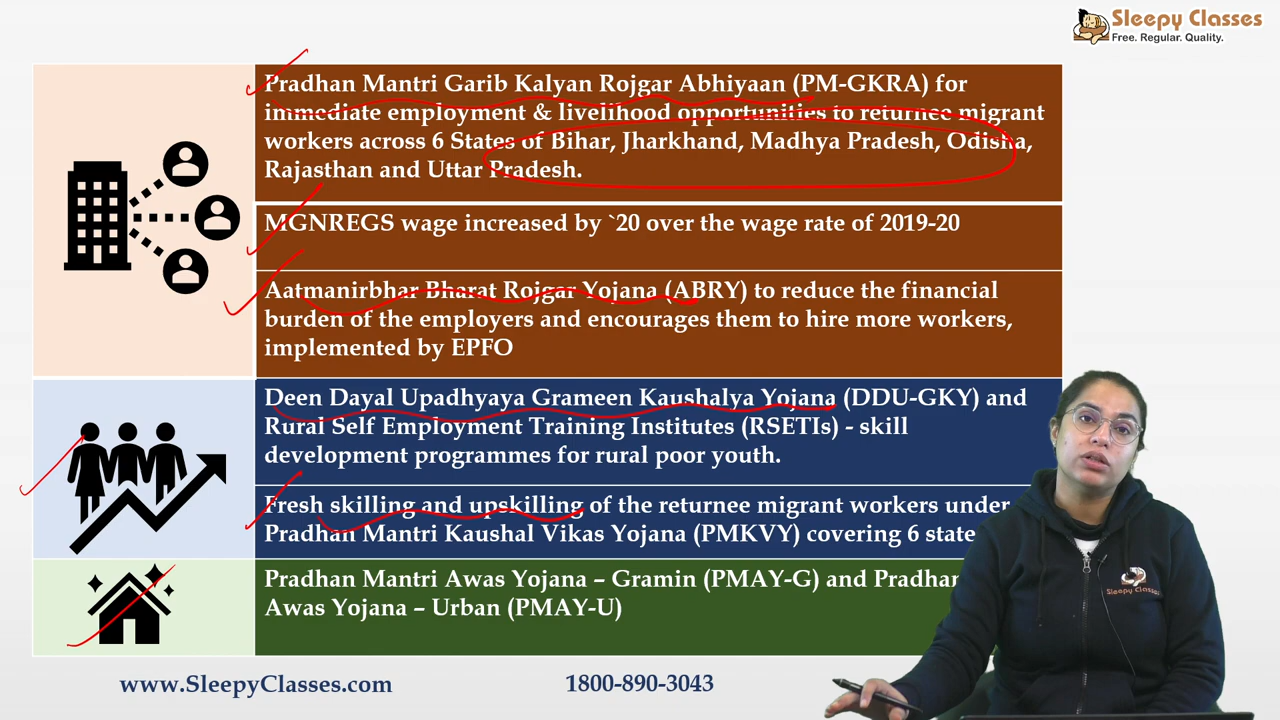 Sleepy Classes
Free. Regular. Quality.
Pradhan Mantri Garib Kalyan Rojgar Abhiyaan (PM-GKRA) for
immediate employment & livelihood opportunities to returnee migrant
workers across 6 States of Bihar, Jharkhand, Madhya Pradesh, Odisha,
Rajasthan and Uttar Pradesh.
MGNREGS wage increased by `20 over the wage rate of 2019-20
Aatmanirbhar Bharat Rojgar Yojana (ABRY) to reduce the financial
burden of the employers and encourages them to hire more workers,
implemented by EPFO
Deen Dayal Upadhyaya Grameen Kaushalya Yojana (DDU-GKY) and
Rural Self Employment Training Institutes (RSETIs) - skill
development programmes for rural poor youth.
Fresh skilling and upskilling of the returnee migrant workers under
Pradhan Mantri Kaushal Vikas Yojana (PMKVY) covering 6 state
Pradhan Mantri Awas Yojana – Gramin (PMAY-G) and Pradhan
Awas Yojana – Urban (PMAY-U)
Sleepy Classes
www.SleepyClasses.com
1800-890-3043